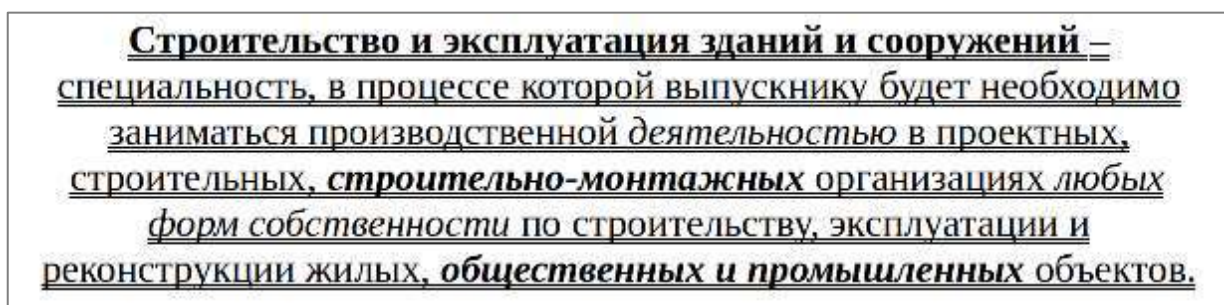 Строительство и эксплуатация зданий и сооружений –
специальность, в процессе которой выпускнику будет необходимо
заниматься производственной деятельностью в проектных,
строительных, строительно-монтажных организациях любых
форм собственности по строительству, эксплуатации и
реконструкции жилых, общественных и промышленных объектов.